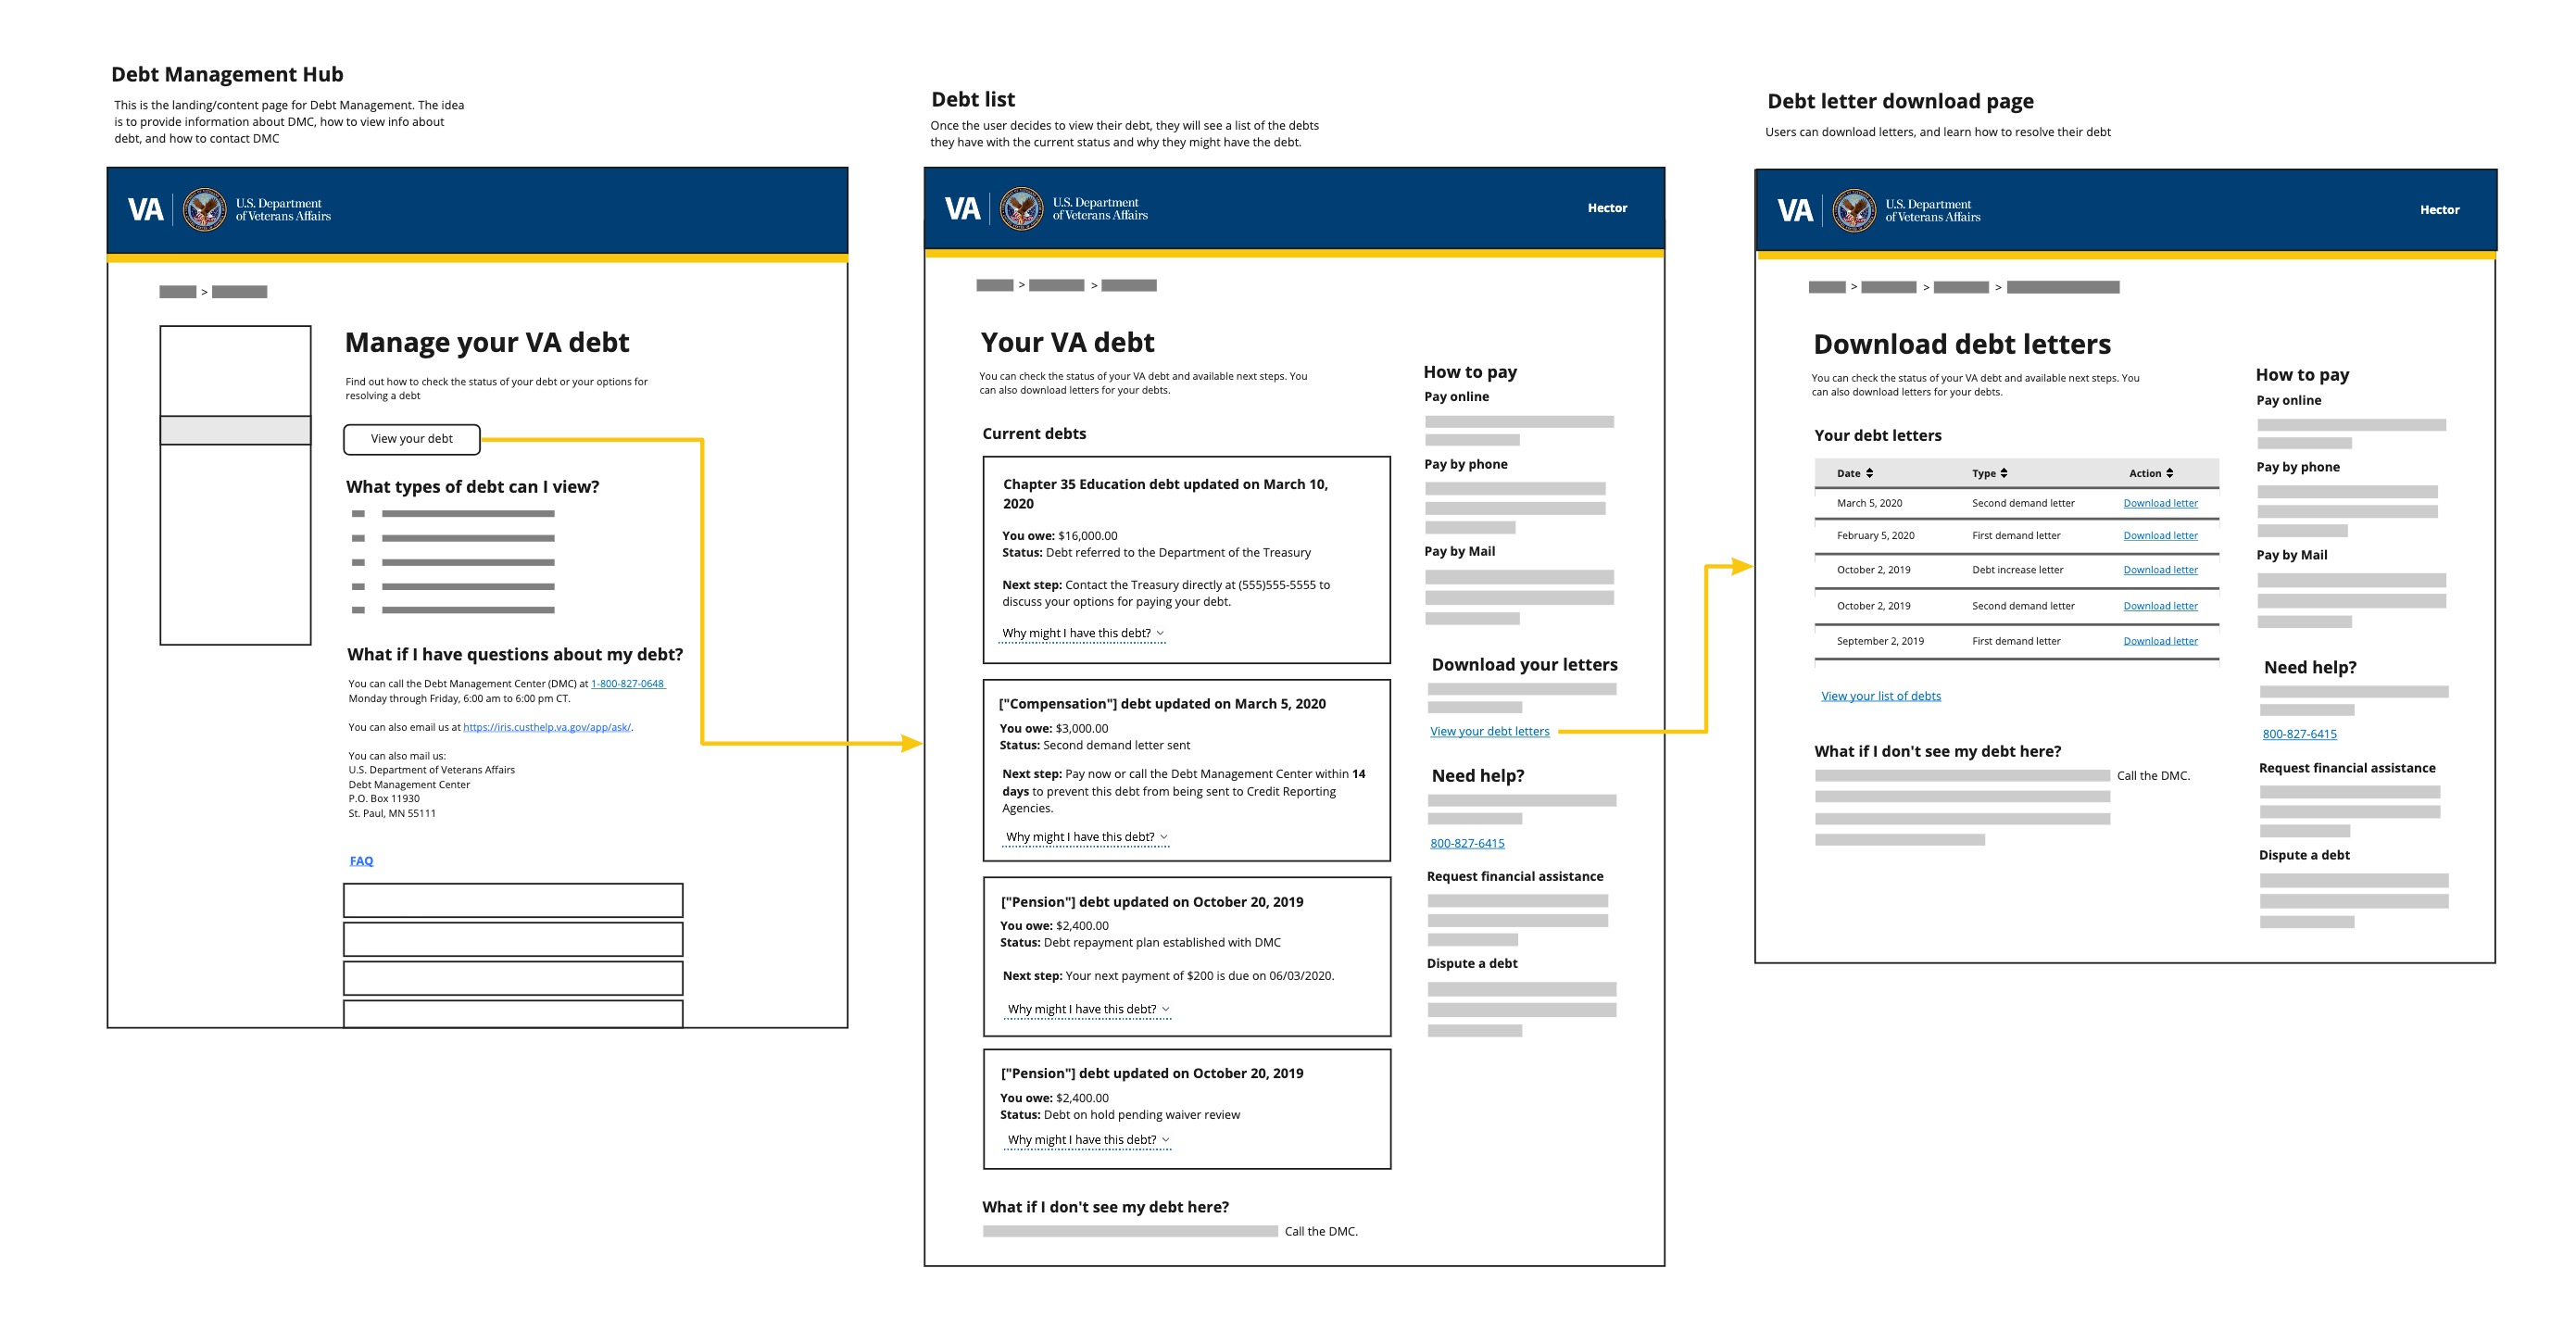 Debt Management Hub
This is the landing/content page for Debt Management. The idea
is to provide information about DMC, how to view info about
debt, and how to contact DMC
VA
U.S. Department
of Veterans Affairs
>
Manage your VA debt
Find out how to check the status of your debt or your options for
resolving a debt
View your debt
What types of debt can I view?
What if I have questions about my debt?
You can call the Debt Management Center (DMC) at 1-800-827-0648
Monday through Friday, 6:00 am to 6:00 pm CT.
You can also email us at https://iris.custhelp.va.gov/app/ask/.
You can also mail us:
U.S. Department of Veterans Affairs
Debt Management Center
P.O. Box 11930
St. Paul, MN 55111
FAQ
Debt list
Once the user decides to view their debt, they will see a list of the debts
they have with the current status and why they might have the debt.
VA
U.S. Department
of Veterans Affairs
Hector
> >
Your VA debt
You can check the status of your VA debt and available next steps. You
can also download letters for your debts.
Current debts
Chapter 35 Education debt updated on March 10,
2020
You owe: $16,000.00
Status: Debt referred to the Department of the Treasury
Next step: Contact the Treasury directly at (555)555-5555 to
discuss your options for paying your debt.
Why might I have this debt?
["Compensation"] debt updated on March 5, 2020
You owe: $3,000.00
Status: Second demand letter sent
Next step: Pay now or call the Debt Management Center within 14
days to prevent this debt from being sent to Credit Reporting
Agencies.
Why might I have this debt?
["Pension"] debt updated on October 20, 2019
You owe: $2,400.00
Status: Debt repayment plan established with DMC
Next step: Your next payment of $200 is due on 06/03/2020.
Why might I have this debt?
["Pension"] debt updated on October 20, 2019
You owe: $2,400.00
Status: Debt on hold pending waiver review
Why might I have this debt?
What if I don't see my debt here?
Call the DMC.
How to pay
Pay online
Pay by phone
Pay by Mail
Download your letters
View your debt letters
Need help?
800-827-6415
Request financial assistance
Dispute a debt
Debt letter download page
Users can download letters, and learn how to resolve their debt
VA
U.S. Department
of Veterans Affairs
Hector
> > >
Download debt letters
You can check the status of your VA debt and available next steps. You
can also download letters for your debts.
Your debt letters
Date Type Action
March 5, 2020 Second demand letter Download letter
February 5, 2020 First demand letter Download letter
October 2, 2019 Debt increase letter Download letter
October 2, 2019 Second demand letter Download letter
September 2, 2019 First demand letter Download letter
View your list of debts
What if I don't see my debt here?
Call the DMC.
How to pay
Pay online
Pay by phone
Pay by Mail
Need help?
800-827-6415
Request financial assistance
Dispute a debt